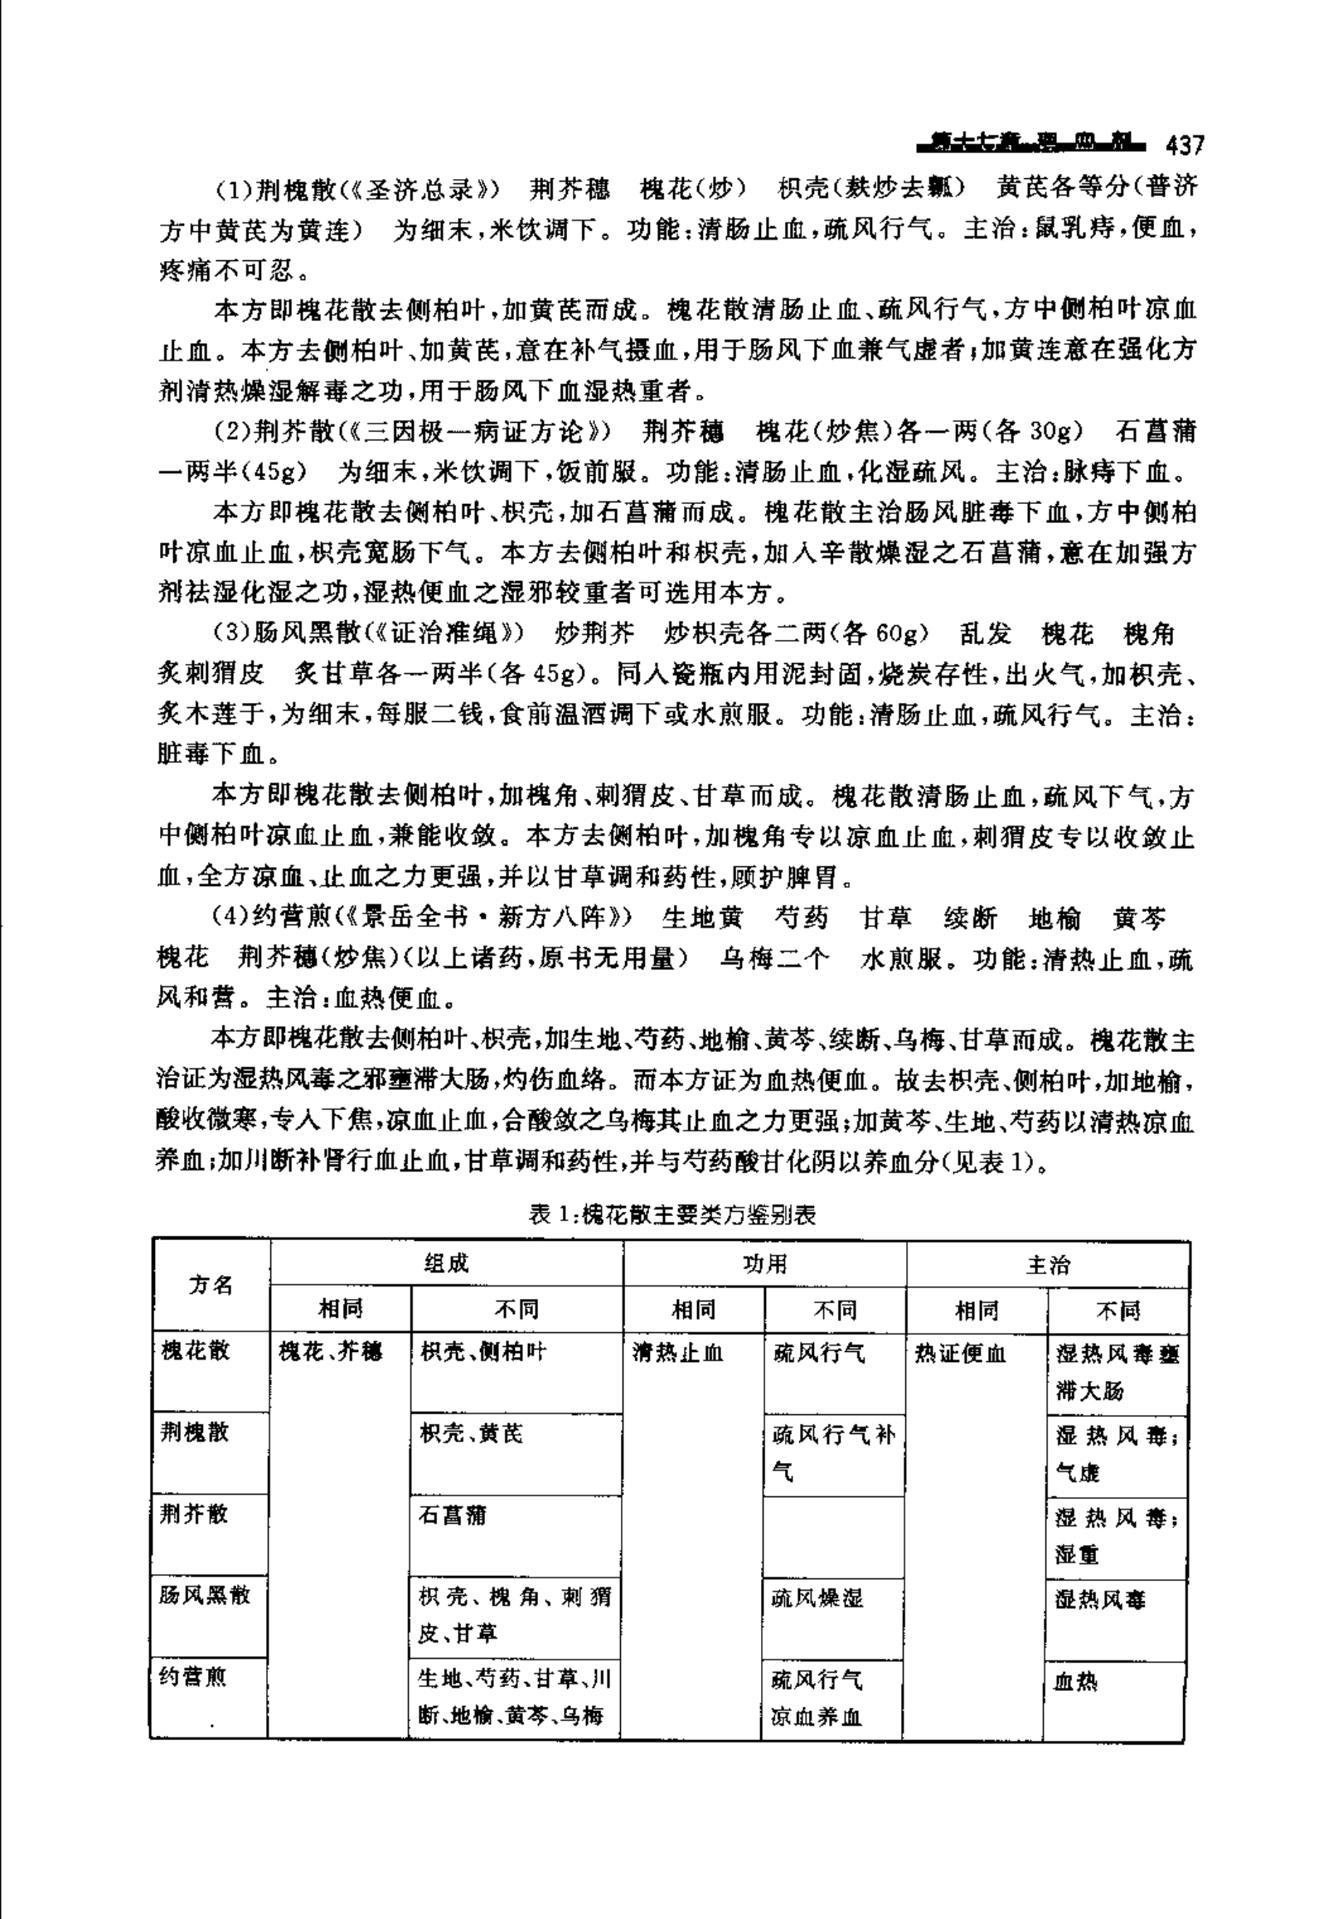 第十七章 理血剂 437
(1)荆槐散(《圣济总录》) 荆芥穗 槐花(炒) 枳壳(麸炒去瓤) 黄芪各等分(普济
方中黄芪为黄连) 为细末,米饮调下。功能:清肠止血,疏风行气。主治:鼠乳痔,便血,
疼痛不可忍。
本方即槐花散去侧柏叶,加黄芪而成。槐花散清肠止血、疏风行气,方中侧柏叶凉血
止血。本方去侧柏叶、加黄芪,意在补气摄血,用于肠风下血兼气虚者;加黄连意在强化方
剂清热燥湿解毒之功,用于肠风下血湿热重者。
(2)荆芥散(《三因极一病证方论》) 荆芥穗 槐花(炒焦)各一两(各30g) 石菖蒲
一两半(45g) 为细末,米饮调下,饭前服。功能:清肠止血,化湿疏风。主治:脉痔下血。
本方即槐花散去侧柏叶、枳壳,加石菖蒲而成。槐花散主治肠风脏毒下血,方中侧柏
叶凉血止血,枳壳宽肠下气。本方去侧柏叶和枳壳,加入辛散燥湿之石菖蒲,意在加强方
剂祛湿化湿之功,湿热便血之湿邪较重者可选用本方。
(3)肠风黑散(《证治准绳》) 炒荆芥 炒枳壳各二两(各60g) 乱发 槐花 槐角
炙刺猬皮 炙甘草各一两半(各45g)。同入瓷瓶内用泥封固,烧炭存性,出火气,加枳壳、
炙木莲于,为细末,每服二钱,食前温酒调下或水煎服。功能:清肠止血,疏风行气。主治:
脏毒下血。
本方即槐花散去侧柏叶,加槐角、刺猬皮、甘草而成。槐花散清肠止血,疏风下气,方
中侧柏叶凉血止血,兼能收敛。本方去侧柏叶,加槐角专以凉血止血,刺猬皮专以收敛止
血,全方凉血、止血之力更强,并以甘草调和药性,顾护脾胃。
(4)约营煎(《景岳全书·新方八阵》) 生地黄 芍药 甘草 续断 地榆 黄芩
槐花 荆芥穗(炒焦)(以上诸药,原书无用量) 乌梅二个 水煎服。功能:清热止血,疏
风和营。主治:血热便血。
本方即槐花散去侧柏叶、枳壳,加生地、芍药、地榆、黄芩、续断、乌梅、甘草而成。槐花散主
治证为湿热风毒之邪壅滞大肠,灼伤血络。而本方证为血热便血。故去枳壳、侧柏叶,加地榆,
酸收微寒,专入下焦,凉血止血,合酸敛之乌梅其止血之力更强;加黄芩、生地、芍药以清热凉血
养血;加川断补肾行血止血,甘草调和药性,并与芍药酸甘化阴以养血分(见表1)。
表1:槐花散主要类方鉴别表
方名 组成 功用 主治
相同 不同 相同 不同 相同 不同
槐花散 槐花、芥穗 枳壳、侧柏叶 清热止血 疏风行气 热证便血 湿热风毒壅
滞大肠
荆槐散 枳壳、黄芪 疏风行气补 湿热风毒;
气 气虚
荆芥散 石菖蒲 湿热风毒;
湿重
肠风黑散 枳壳、槐角、刺猬 疏风燥湿 湿热风毒
皮、甘草
约营煎 生地、芍药、甘草、川 疏风行气 血热
断、地榆、黄芩、乌梅 凉血养血